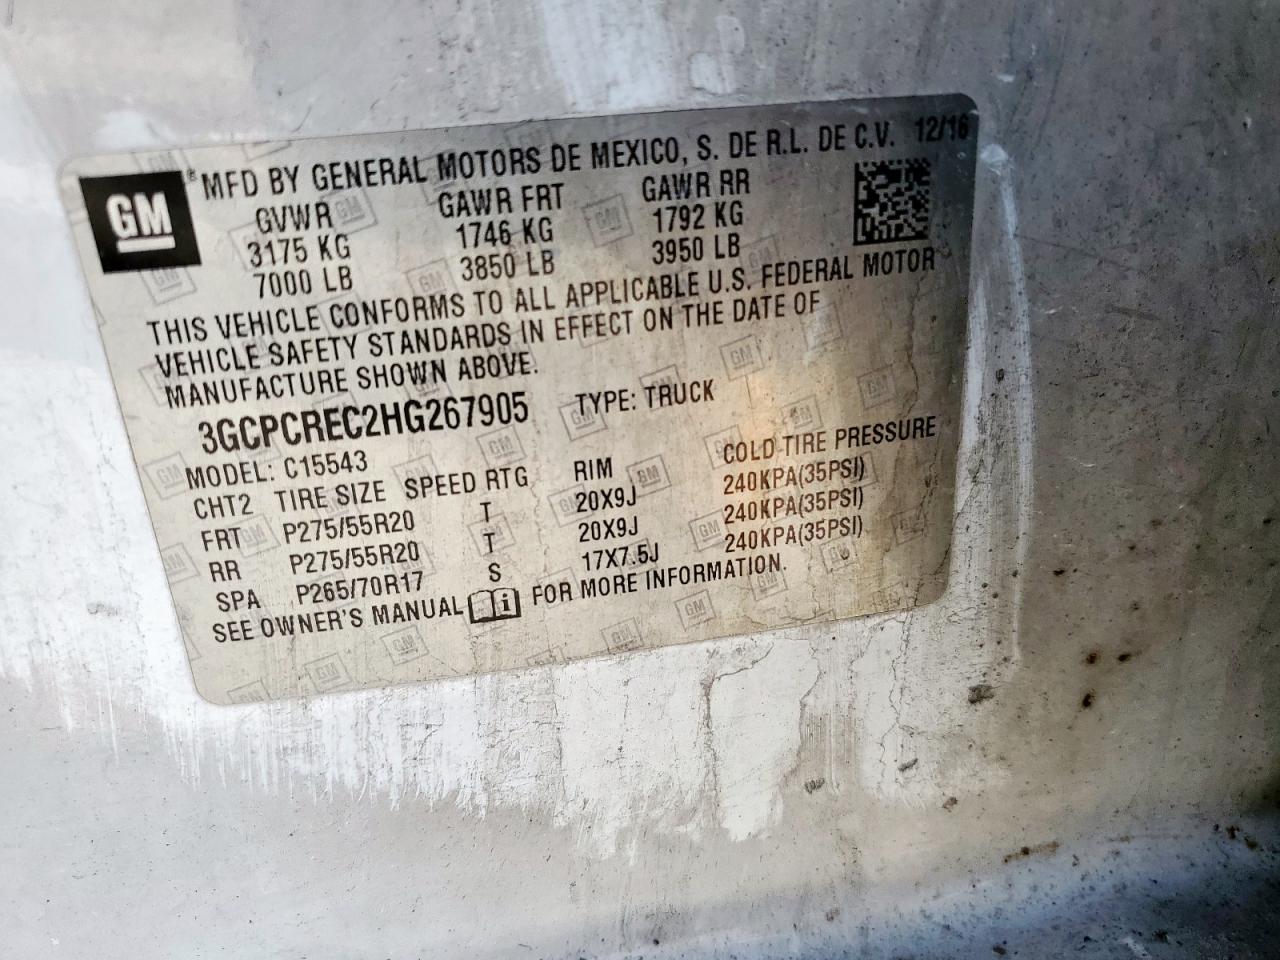 GM
® MFD BY GENERAL MOTORS DE MEXICO, S. DE R.L. DE C.V. 12/16
GVWR GAWR FRT GAWR RR
3175 KG 1746 KG 1792 KG
7000 LB 3850 LB 3950 LB
THIS VEHICLE CONFORMS TO ALL APPLICABLE U.S. FEDERAL MOTOR
VEHICLE SAFETY STANDARDS IN EFFECT ON THE DATE OF
MANUFACTURE SHOWN ABOVE.
3GCPCREC2HG267905 TYPE: TRUCK
MODEL: C15543
CHT2 TIRE SIZE SPEED RTG RIM COLD TIRE PRESSURE
FRT P275/55R20 T 20X9J 240KPA(35PSI)
RR P275/55R20 T 20X9J 240KPA(35PSI)
SPA P265/70R17 S 17X7.5J 240KPA(35PSI)
SEE OWNER'S MANUAL i FOR MORE INFORMATION.